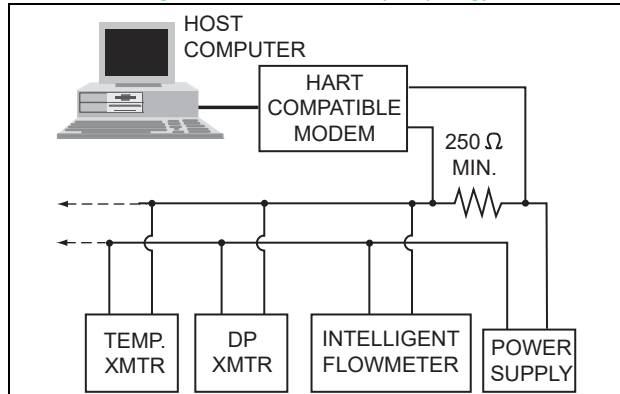 HOST
COMPUTER
HART
COMPATIBLE
MODEM
250 Ω
MIN.
TEMP.
XMTR
DP
XMTR
INTELLIGENT
FLOWMETER
POWER
SUPPLY